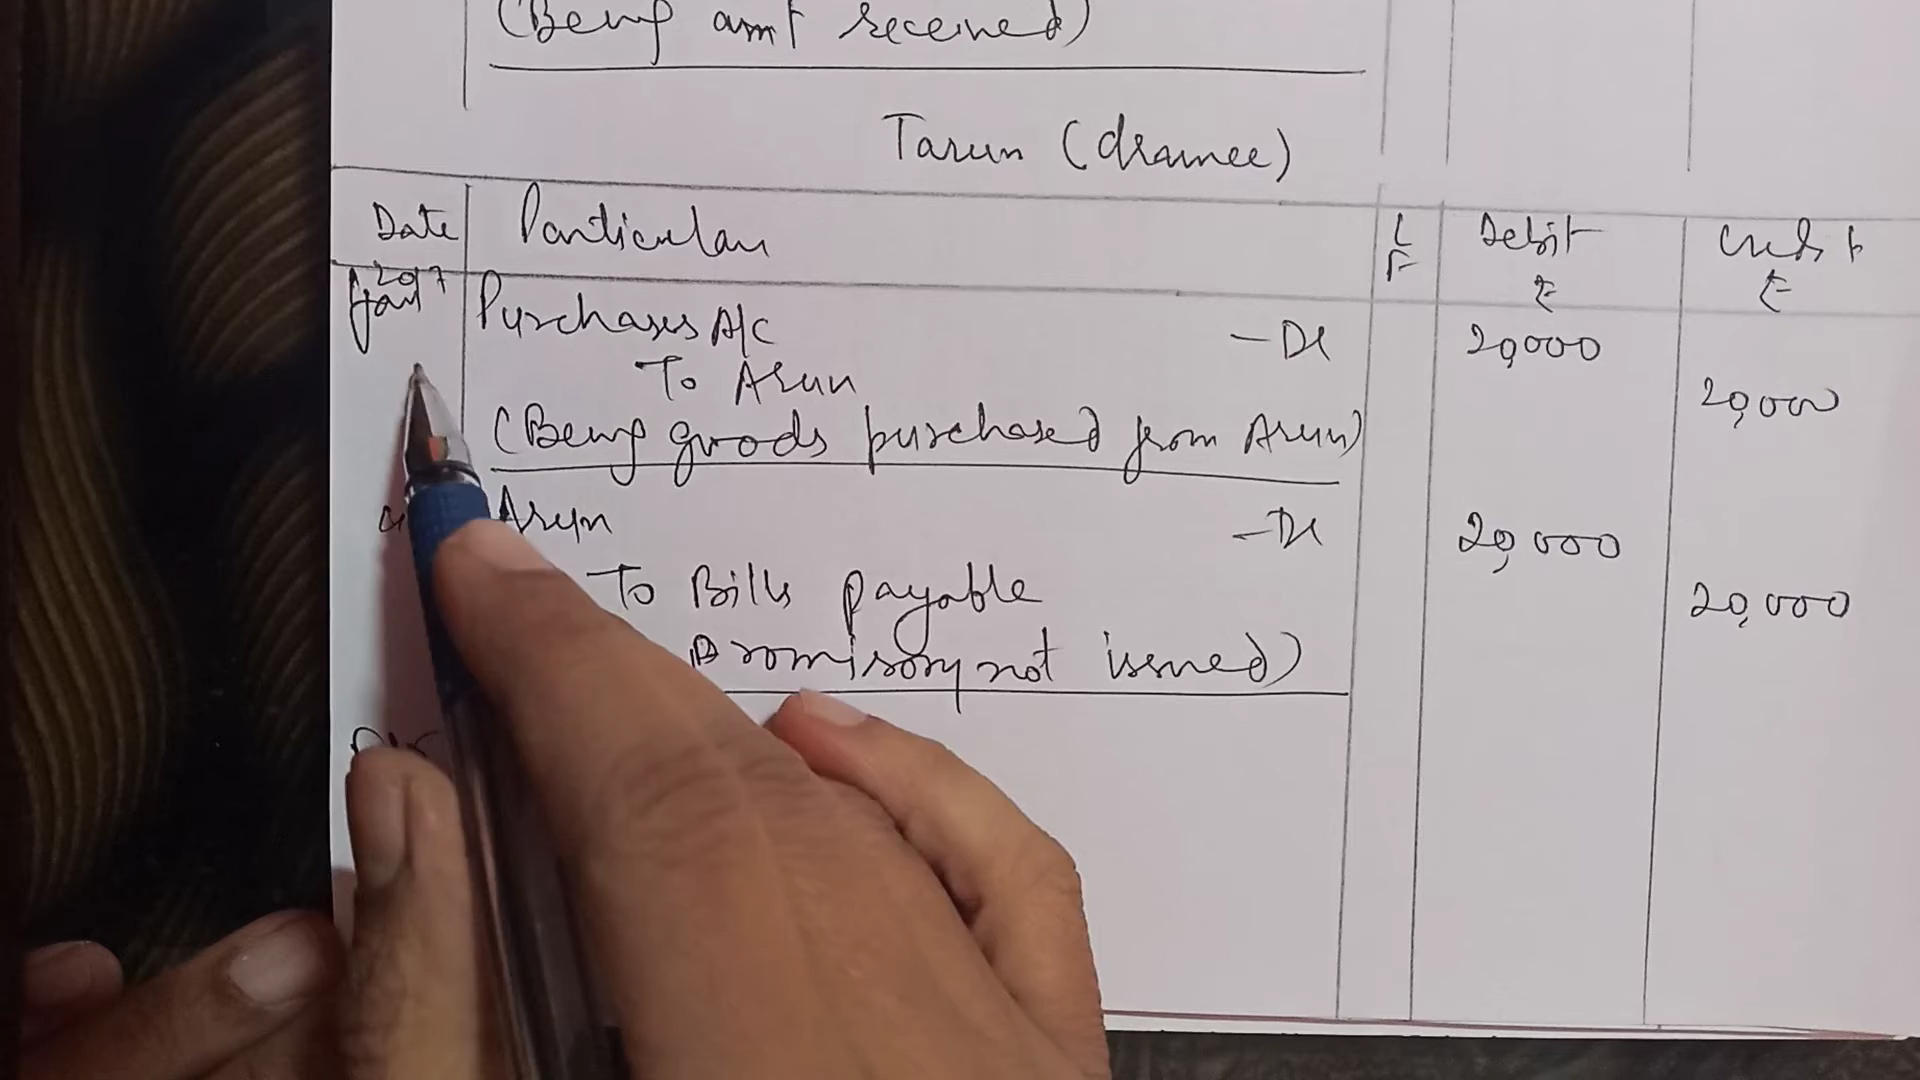 (Being amt received)
Tarun (drawee)
Date Particulars L F Debit ₹ Credit ₹
2017
Jan Purchases A/c - Dr 20,000
To Arun 20,000
(Being goods purchased from Arun)
Arun - Dr 20,000
To Bills payable 20,000
Promisory not issued)